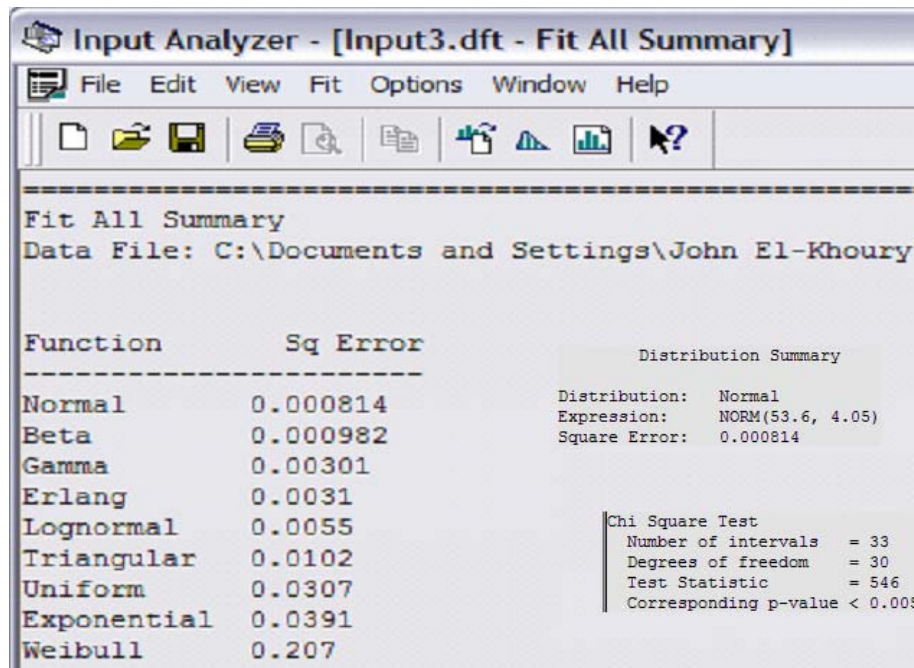 Input Analyzer - [Input3.dft - Fit All Summary]
File Edit View Fit Options Window Help
Fit All Summary
Data File: C:\Documents and Settings\John El-Khoury
Function Sq Error
Normal 0.000814
Beta 0.000982
Gamma 0.00301
Erlang 0.0031
Lognormal 0.0055
Triangular 0.0102
Uniform 0.0307
Exponential 0.0391
Weibull 0.207
Distribution Summary
Distribution: Normal
Expression: NORM(53.6, 4.05)
Square Error: 0.000814
Chi Square Test
Number of intervals = 33
Degrees of freedom = 30
Test Statistic = 546
Corresponding p-value < 0.005